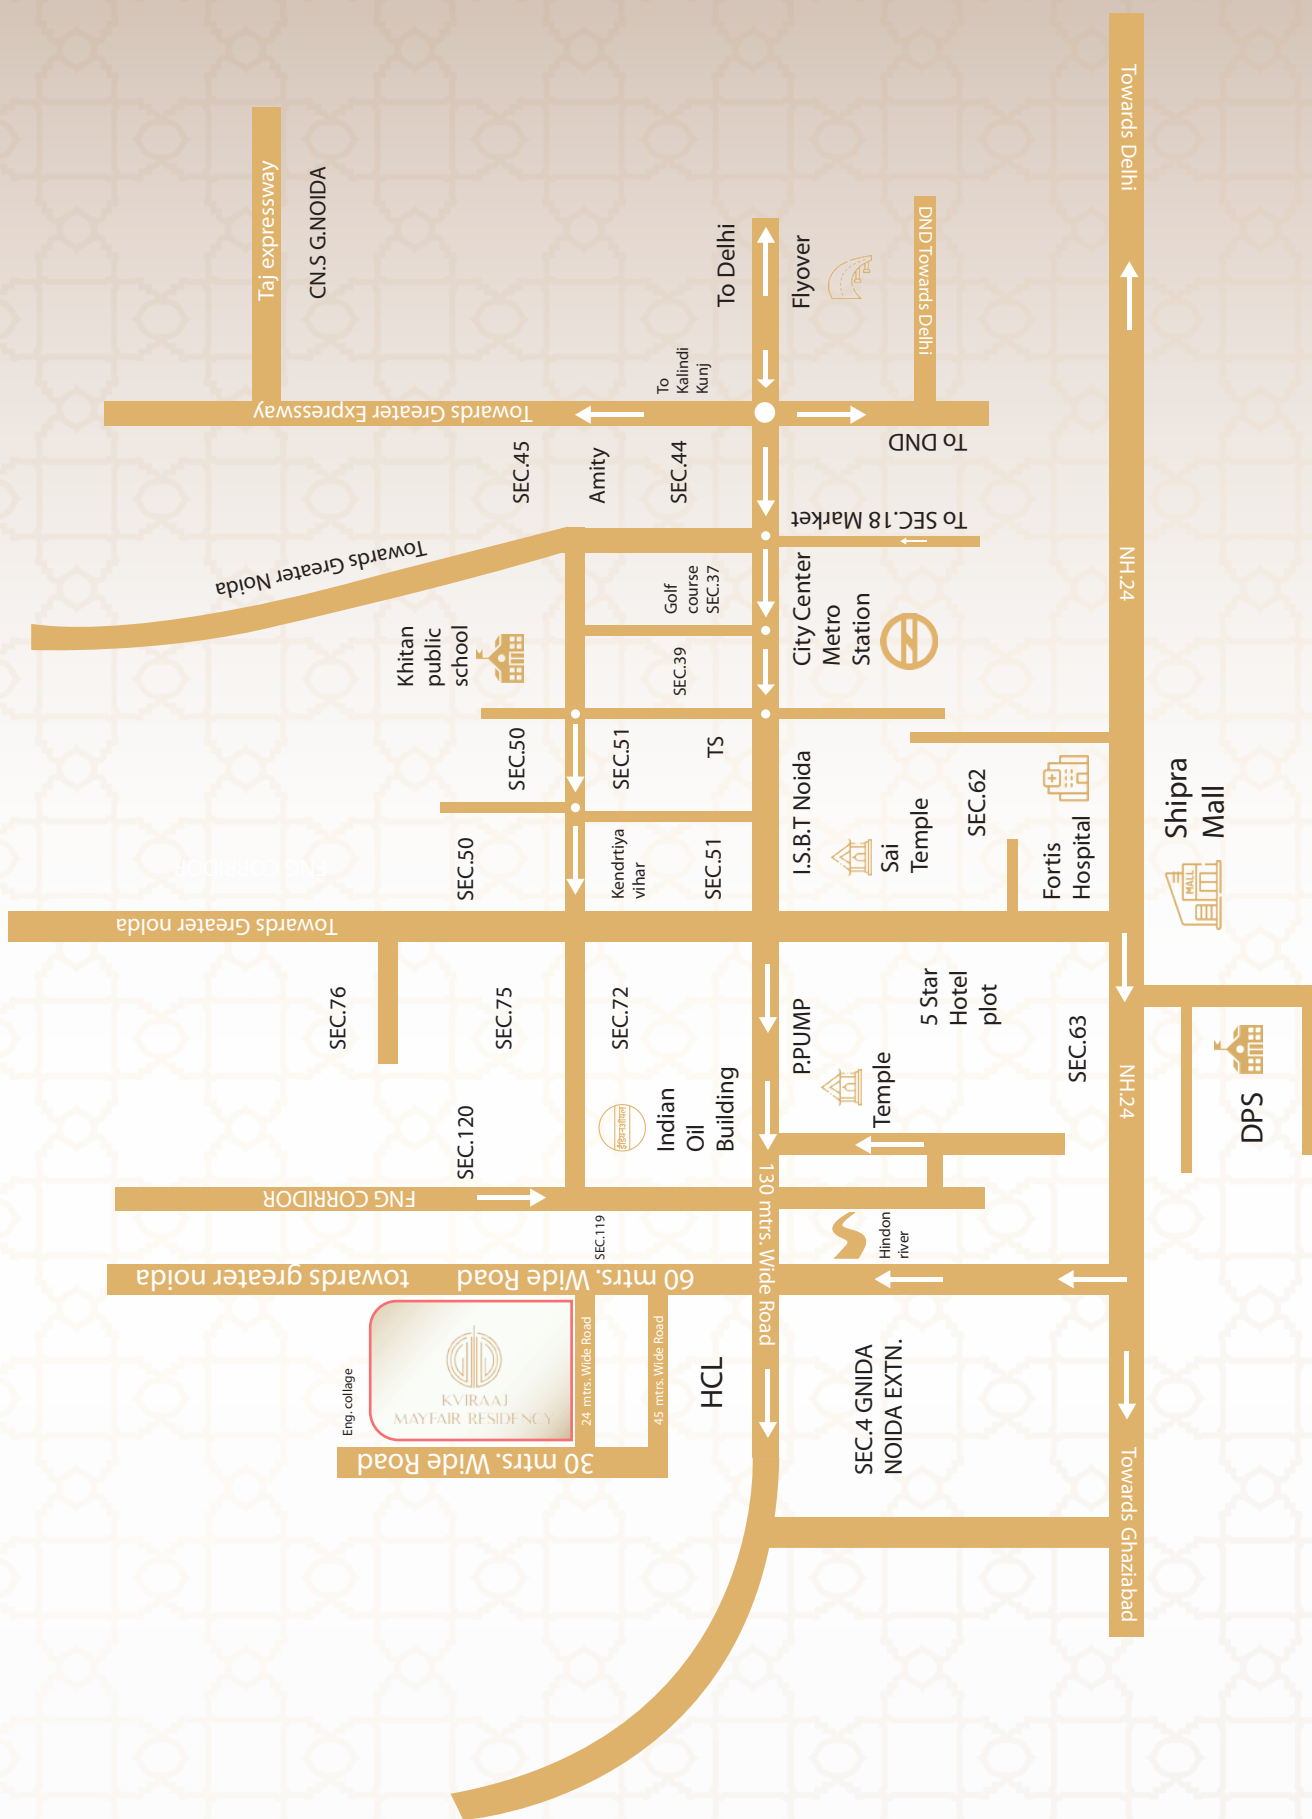 Taj expressway
CN.S G.NOIDA
To Delhi
Flyover
DND Towards Delhi
Towards Delhi
To
Kalindi
Kunj
Towards Greater Expressway
To DND
SEC.45
Amity
SEC.44
To SEC.18 Market
Towards Greater Noida
Golf
course
SEC.37
City Center
Metro
Station
NH.24
Khitan
public
school
SEC.39
SEC.50
SEC.51
TS
I.S.B.T Noida
Sai
Temple
SEC.62
Fortis
Hospital
Shipra
Mall
MALL
FNG CORRIDOR
SEC.50
Kendrtiya
vihar
SEC.51
Towards Greater noida
SEC.76
SEC.75
SEC.72
P.PUMP
5 Star
Hotel
plot
SEC.63
NH.24
DPS
Temple
SEC.120
इंडियनऑयल
Indian
Oil
Building
FNG CORRIDOR
SEC.119
130 mtrs. Wide Road
Hindon
river
60 mtrs. Wide Road
towards greater noida
Eng. collage
KVIRAAJ
MAYFAIR RESIDENCY
24 mtrs. Wide Road
45 mtrs. Wide Road
30 mtrs. Wide Road
HCL
SEC.4 GNIDA
NOIDA EXTN.
Towards Ghaziabad